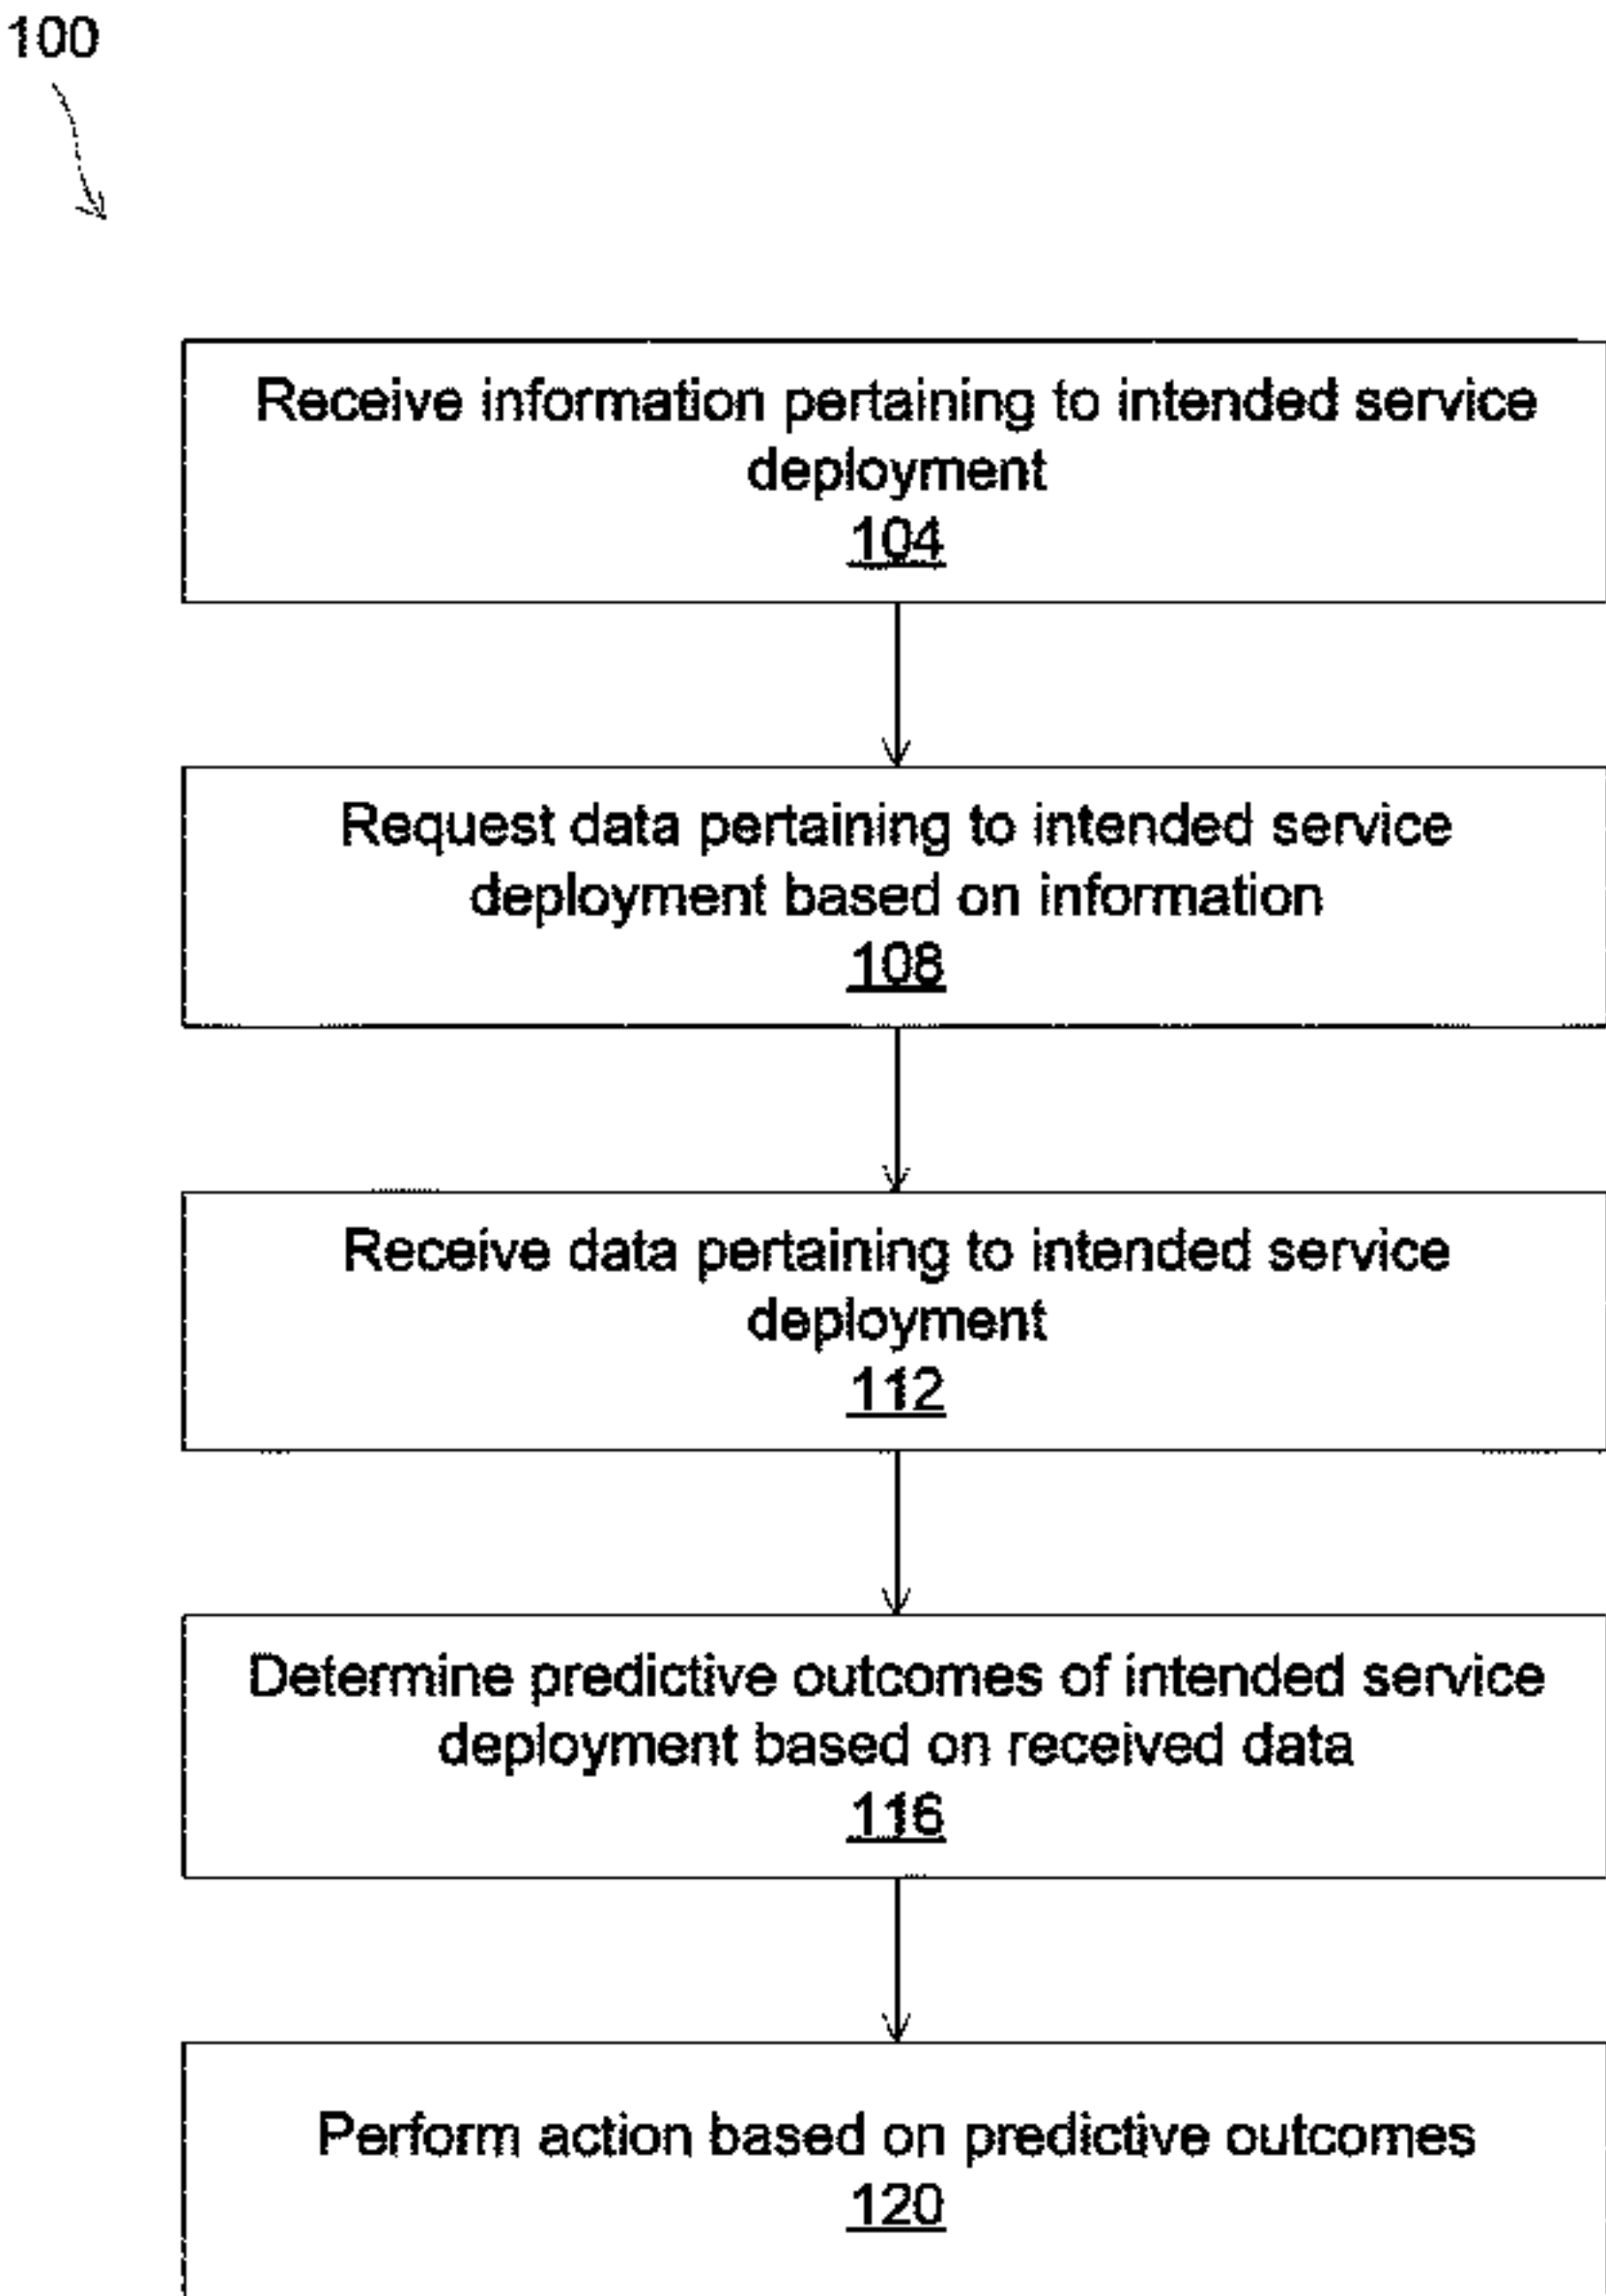 100
Receive information pertaining to intended service
deployment
104
Request data pertaining to intended service
deployment based on information
108
Receive data pertaining to intended service
deployment
112
Determine predictive outcomes of intended service
deployment based on received data
116
Perform action based on predictive outcomes
120